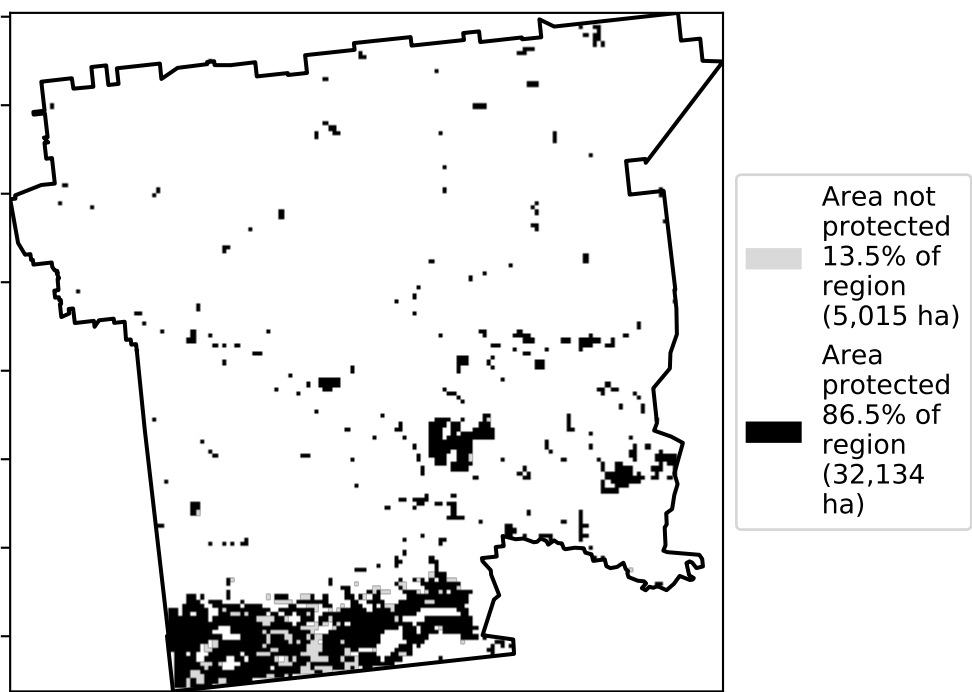 Area not
protected
13.5% of
region
(5,015 ha)
Area
protected
86.5% of
region
(32,134
ha)